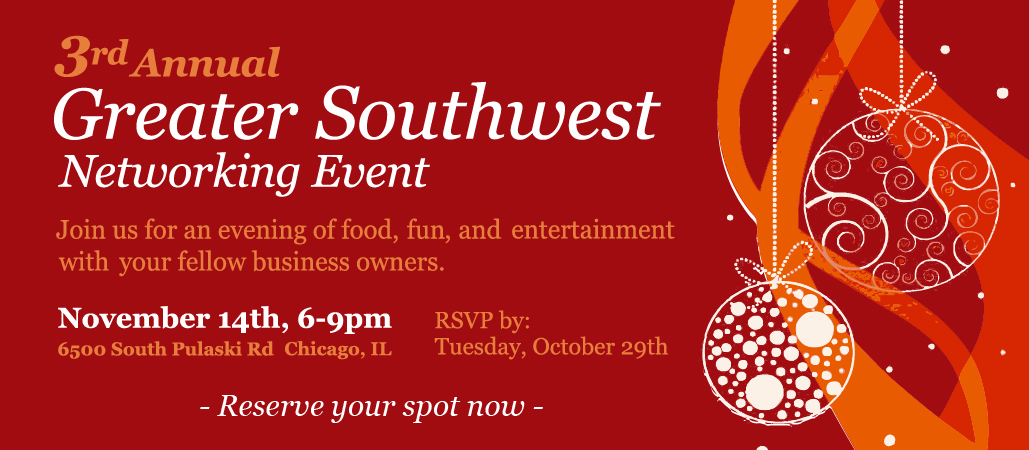 3rd Annual
Greater Southwest
Networking Event
Join us for an evening of food, fun, and entertainment
with your fellow business owners.
November 14th, 6-9pm
6500 South Pulaski Rd Chicago, IL
RSVP by:
Tuesday, October 29th
- Reserve your spot now -